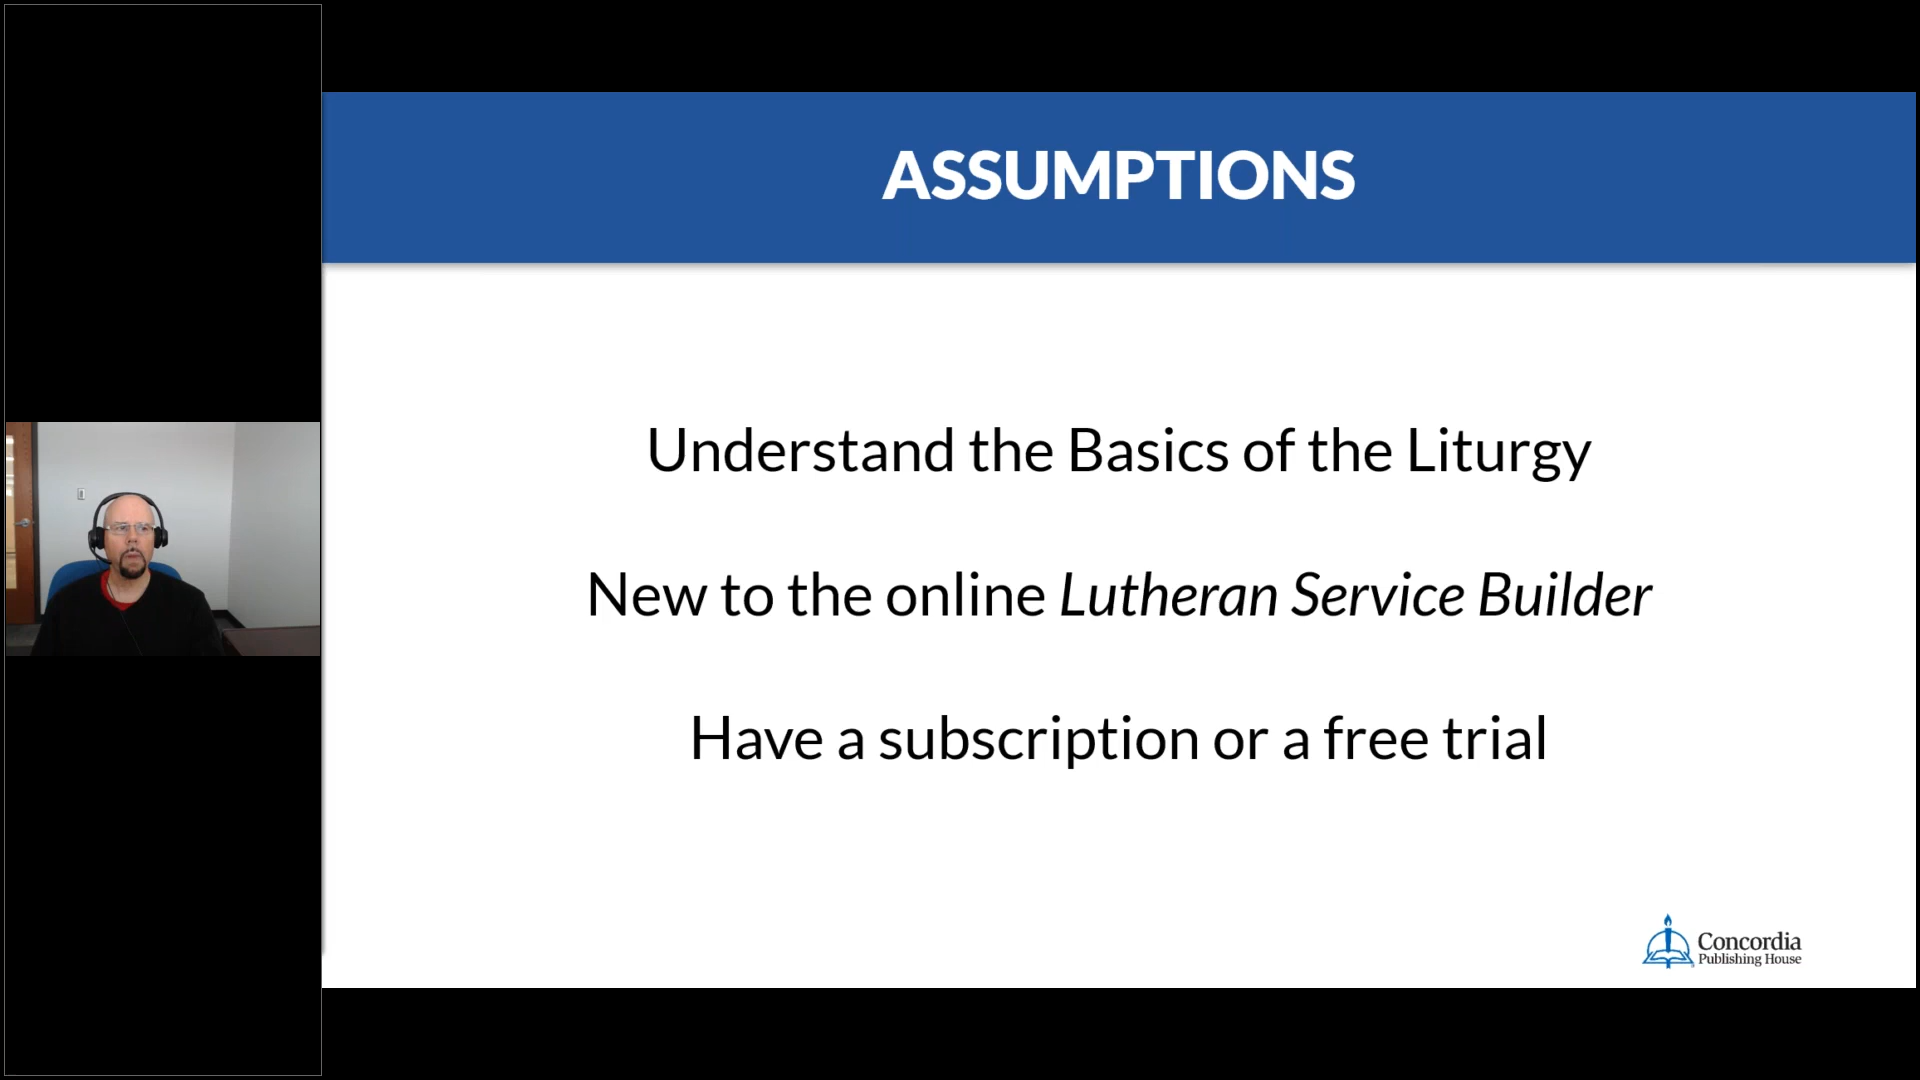 ASSUMPTIONS
Understand the Basics of the Liturgy
New to the online Lutheran Service Builder
Have a subscription or a free trial
Concordia
Publishing House